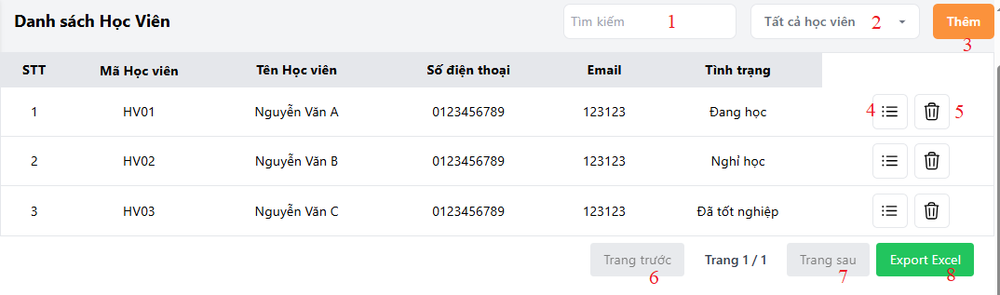 Danh sách Học Viên Tìm kiếm 1 Tất cả học viên 2 Thêm
3
STT Mã Học viên Tên Học viên Số điện thoại Email Tình trạng
1 HV01 Nguyễn Văn A 0123456789 123123 Đang học 4 5
2 HV02 Nguyễn Văn B 0123456789 123123 Nghỉ học
3 HV03 Nguyễn Văn C 0123456789 123123 Đã tốt nghiệp
Trang trước Trang 1 / 1 Trang sau Export Excel
6 7 8